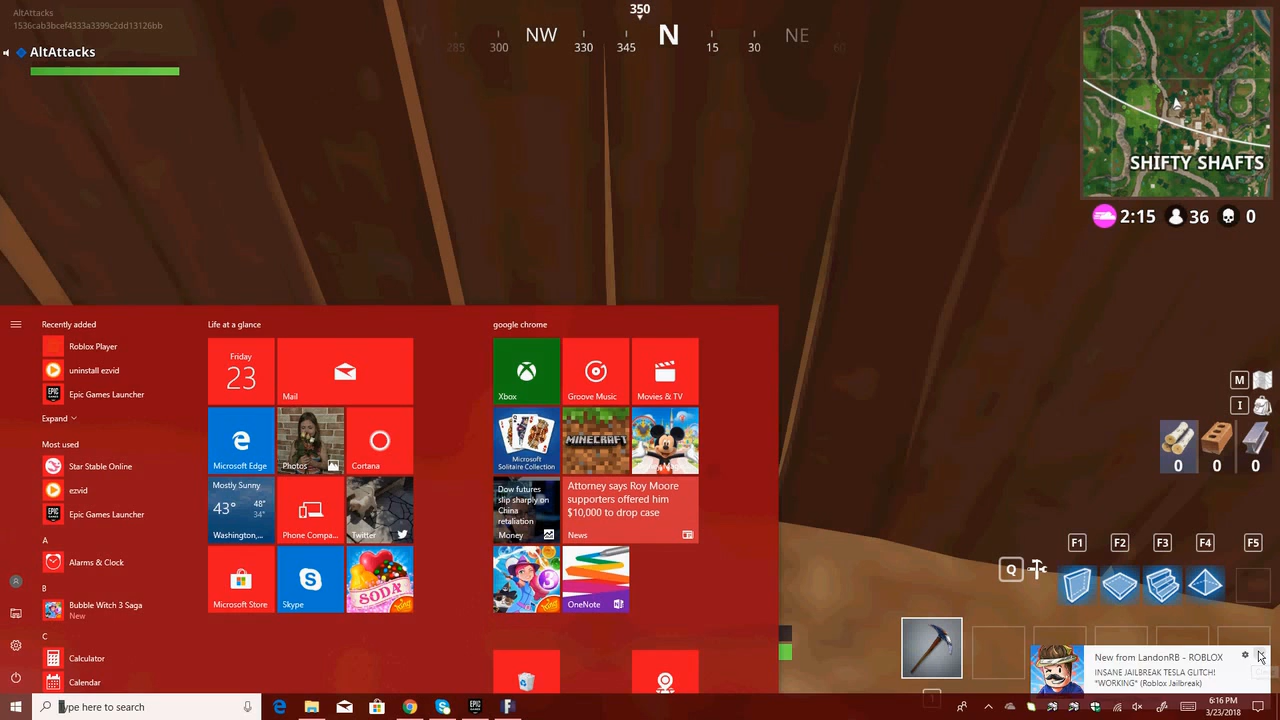 AltAttacks
1536cab3bcef4333a3399c2dd13126bb
AltAttacks
350
285 300 NW 330 345 N 15 30 NE 60
SHIFTY SHAFTS
2:15 36 0
M
I
0 0 0
F1 F2 F3 F4 F5
Q
1
Recently added
Roblox Player
uninstall ezvid
Epic Games Launcher
Expand
Most used
Star Stable Online
ezvid
Epic Games Launcher
A
Alarms & Clock
B
Bubble Witch 3 Saga
New
C
Calculator
Calendar
Life at a glance
Friday
23
Mail
Microsoft Edge
Photos
Cortana
Mostly Sunny
43° 48°
34°
Washington,...
Phone Compa...
Twitter
Microsoft Store
Skype
SODA
google chrome
Xbox
Groove Music
Movies & TV
Microsoft
Solitaire Collection
MINECRAFT
Dow futures
slip sharply on
China
retaliation
Money
Attorney says Roy Moore
supporters offered him
$10,000 to drop case
News
3
OneNote
New from LandonRB - ROBLOX
INSANE JAILBREAK TESLA GLITCH!
*WORKING* (Roblox Jailbreak)
Type here to search
EPIC
6:16 PM
3/23/2018